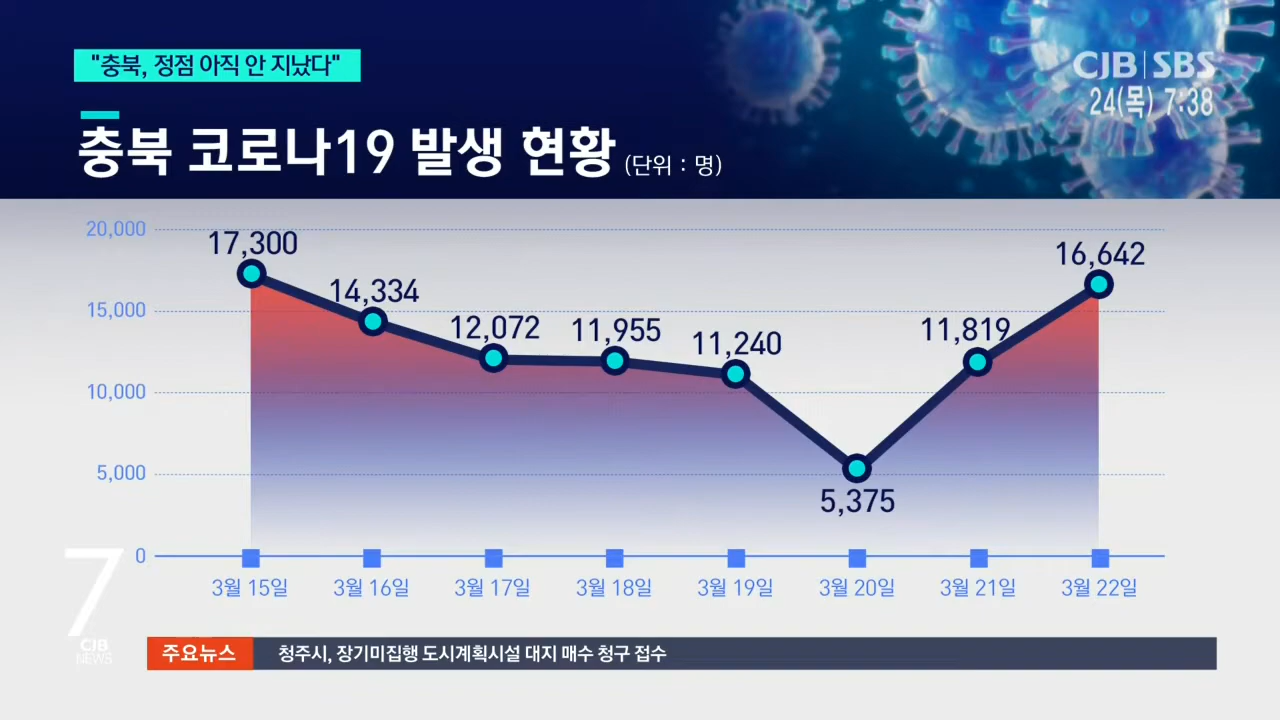 "충북, 정점 아직 안 지났다"
CJB SBS
24(목) 7:38
충북 코로나19 발생 현황 (단위 : 명)
20,000
15,000
10,000
5,000
0
17,300
14,334
12,072
11,955
11,240
5,375
11,819
16,642
3월 15일
3월 16일
3월 17일
3월 18일
3월 19일
3월 20일
3월 21일
3월 22일
7
CJB
NEWS
주요뉴스 청주시, 장기미집행 도시계획시설 대지 매수 청구 접수